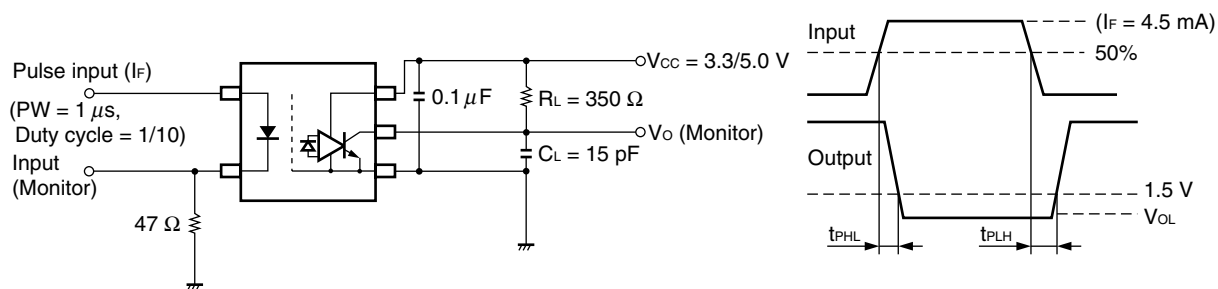 Pulse input (IF)
(PW = 1 μs,
Duty cycle = 1/10)
Input
(Monitor)
47 Ω
0.1 μF
VCC = 3.3/5.0 V
RL = 350 Ω
VO (Monitor)
CL = 15 pF
Input
(IF = 4.5 mA)
50%
Output
1.5 V
VOL
tPHL
tPLH